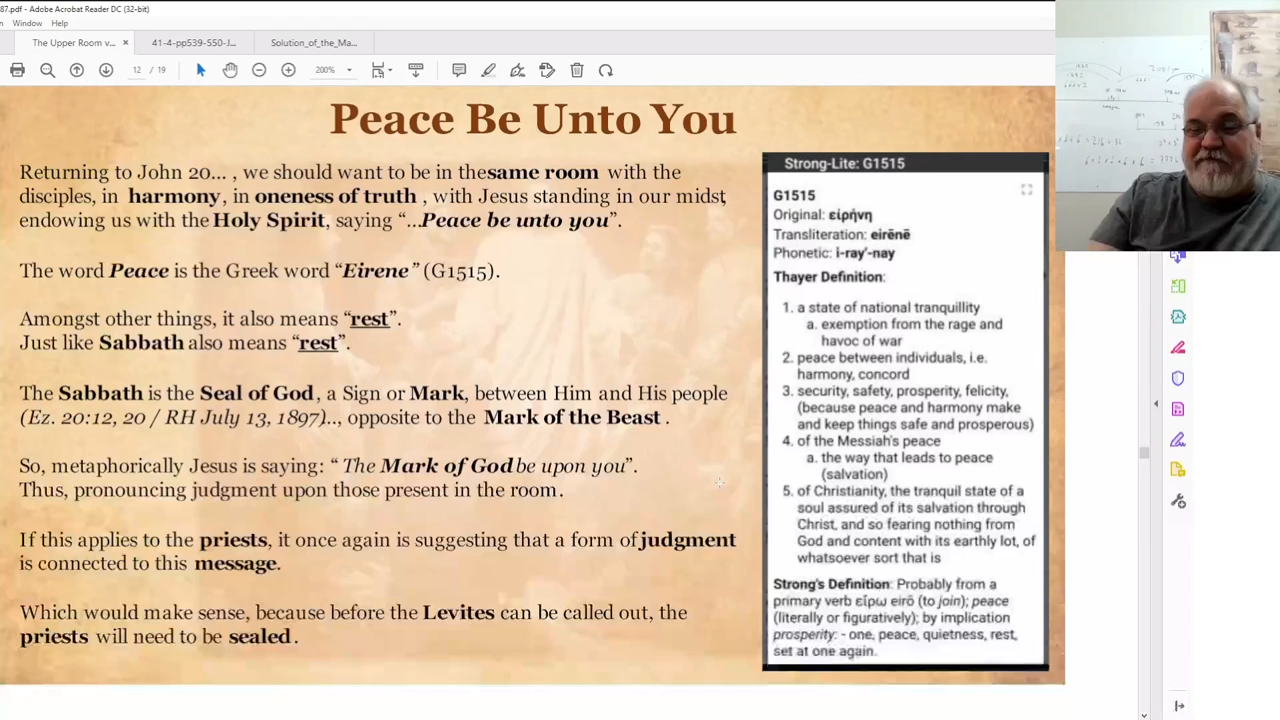 87.pdf - Adobe Acrobat Reader DC (32-bit)
Window Help
The Upper Room v... × 41-4-pp539-550-J... Solution_of_the_Ma...
12 / 19 200%
Peace Be Unto You
Returning to John 20... , we should want to be in thesame room with the
disciples, in harmony, in oneness of truth , with Jesus standing in our midst,
endowing us with the Holy Spirit, saying “...Peace be unto you”.
The word Peace is the Greek word “Eirene” (G1515).
Amongst other things, it also means “rest”.
Just like Sabbath also means “rest”.
The Sabbath is the Seal of God, a Sign or Mark, between Him and His people
(Ez. 20:12, 20 / RH July 13, 1897).., opposite to the Mark of the Beast .
So, metaphorically Jesus is saying: “ The Mark of God be upon you”.
Thus, pronouncing judgment upon those present in the room.
If this applies to the priests, it once again is suggesting that a form of judgment
is connected to this message.
Which would make sense, because before the Levites can be called out, the
priests will need to be sealed.
Strong-Lite: G1515
G1515
Original: εἰρήνη
Transliteration: eirēnē
Phonetic: i-ray'-nay
Thayer Definition:
1. a state of national tranquillity
a. exemption from the rage and
havoc of war
2. peace between individuals, i.e.
harmony, concord
3. security, safety, prosperity, felicity,
(because peace and harmony make
and keep things safe and prosperous)
4. of the Messiah's peace
a. the way that leads to peace
(salvation)
5. of Christianity, the tranquil state of a
soul assured of its salvation through
Christ, and so fearing nothing from
God and content with its earthly lot, of
whatsoever sort that is
Strong's Definition: Probably from a
primary verb εἴρω eirō (to join); peace
(literally or figuratively); by implication
prosperity: - one, peace, quietness, rest,
set at one again.